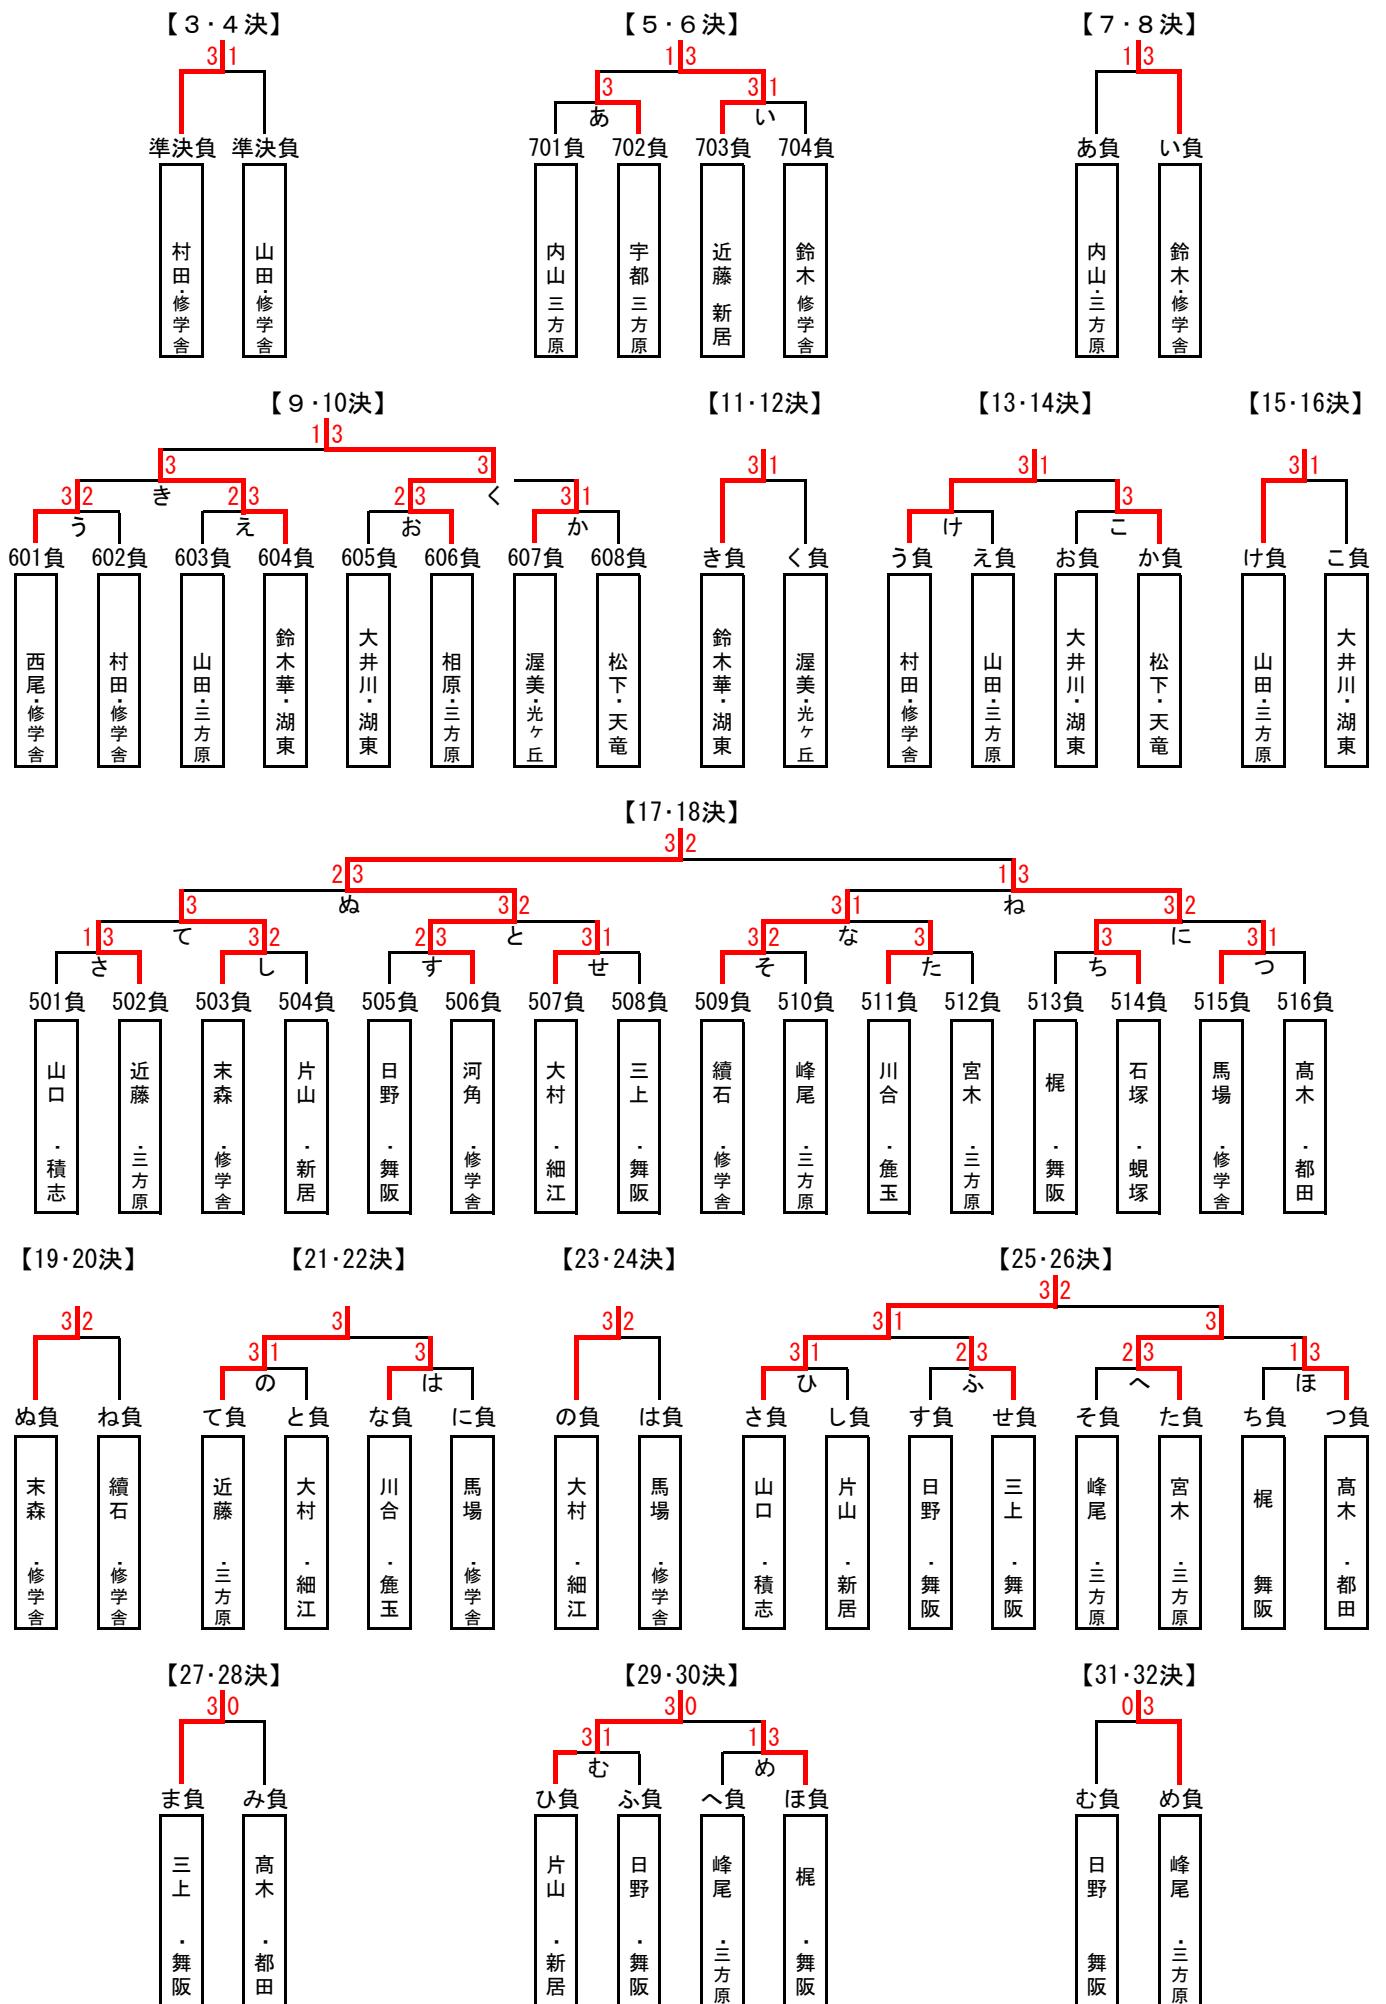 【３・４決】 【５・６決】 【７・８決】
3 1 1 3 1 3
3 3 1
あ い
準決負 準決負 701負 702負 703負 704負 あ負 い負
村田・修学舎 山田・修学舎 内山 三方原 宇都 三方原 近藤 新居 鈴木 修学舎 内山・三方原 鈴木・修学舎
【９・10決】 【11・12決】 【13・14決】 【15・16決】
1 3
3 3 3 1 3 1 3 1
き く
3 2 2 3 2 3 3 1 3
う え お か け こ
601負 602負 603負 604負 605負 606負 607負 608負 き負 く負 う負 え負 お負 か負 け負 こ負
西尾・修学舎 村田・修学舎 山田・三方原 鈴木華・湖東 大井川・湖東 相原・三方原 渥美・光ヶ丘 松下・天竜 鈴木華・湖東 渥美・光ヶ丘 村田・修学舎 山田・三方原 大井川・湖東 松下・天竜 山田・三方原 大井川・湖東
【17・18決】
3 2
2 3 1 3
ぬ ね
3 3 2 3 1 3 2
て と な に
1 3 3 2 2 3 3 1 3 2 3 3 3 1
さ し す せ そ た ち つ
501負 502負 503負 504負 505負 506負 507負 508負 509負 510負 511負 512負 513負 514負 515負 516負
山口・積志 近藤・三方原 末森・修学舎 片山・新居 日野・舞阪 河角・修学舎 大村・細江 三上・舞阪 續石・修学舎 峰尾・三方原 川合・麁玉 宮木・三方原 梶・舞阪 石塚・蜆塚 馬場・修学舎 髙木・都田
【19・20決】 【21・22決】 【23・24決】 【25・26決】
3 2
3 2 3 3 2 3 1 3
3 1 3 3 1 2 3 2 3 1 3
の は ひ ふ へ ほ
ぬ負 ね負 て負 と負 な負 に負 の負 は負 さ負 し負 す負 せ負 そ負 た負 ち負 つ負
末森・修学舎 續石・修学舎 近藤・三方原 大村・細江 川合・麁玉 馬場・修学舎 大村・細江 馬場・修学舎 山口・積志 片山・新居 日野・舞阪 三上・舞阪 峰尾・三方原 宮木・三方原 梶 舞阪 髙木・都田
【27・28決】 【29・30決】 【31・32決】
3 0 3 0 0 3
3 1 1 3
む め
ま負 み負 ひ負 ふ負 へ負 ほ負 む負 め負
三上・舞阪 髙木・都田 片山・新居 日野・舞阪 峰尾・三方原 梶・舞阪 日野 舞阪 峰尾・三方原